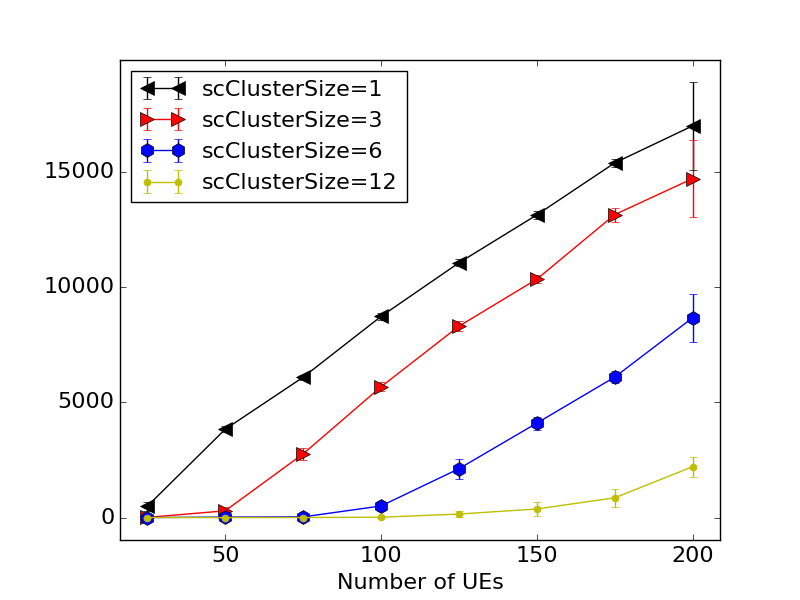 scClusterSize=1
scClusterSize=3
scClusterSize=6
scClusterSize=12
15000
10000
5000
0
50 100 150 200
Number of UEs